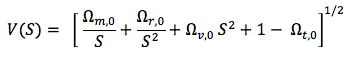 V(S) = [Ωm,0/S + Ωr,0/S² + Ωv,0 S² + 1 − Ωt,0]^1/2